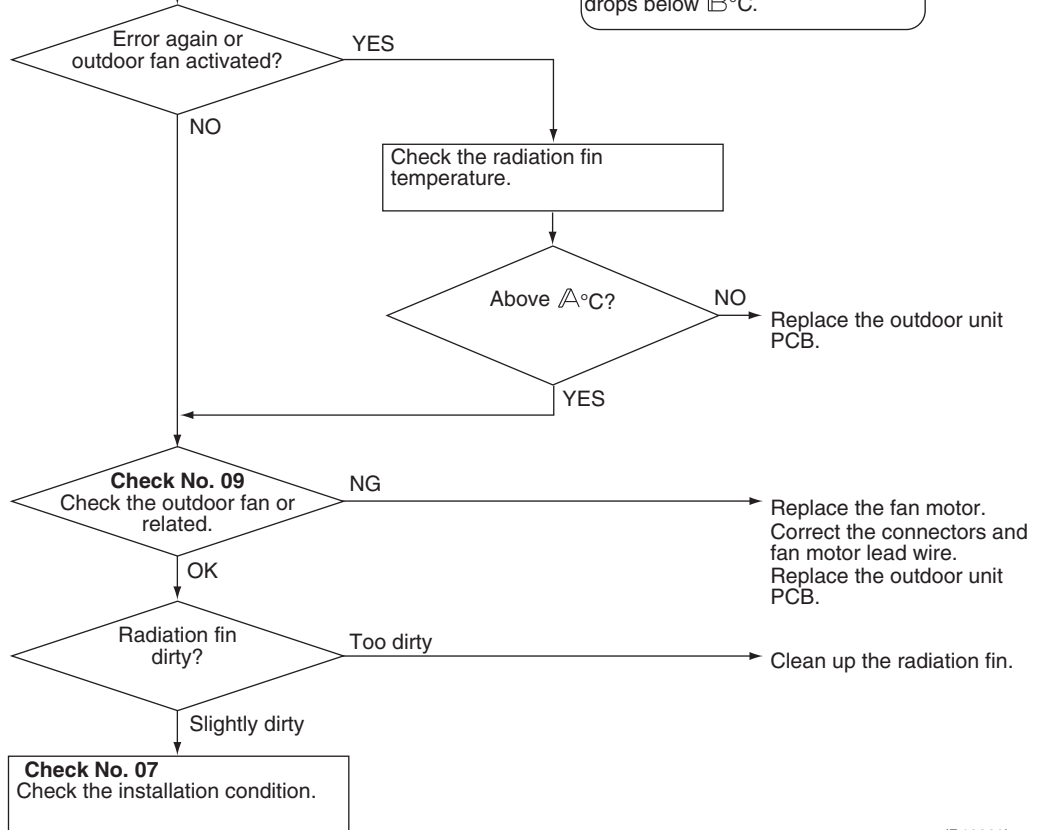 drops below 𝔹°C.
Error again or
outdoor fan activated?
YES
NO
Check the radiation fin
temperature.
Above 𝔸°C?
NO
Replace the outdoor unit
PCB.
YES
Check No. 09
Check the outdoor fan or
related.
NG
Replace the fan motor.
Correct the connectors and
fan motor lead wire.
Replace the outdoor unit
PCB.
OK
Radiation fin
dirty?
Too dirty
Clean up the radiation fin.
Slightly dirty
Check No. 07
Check the installation condition.